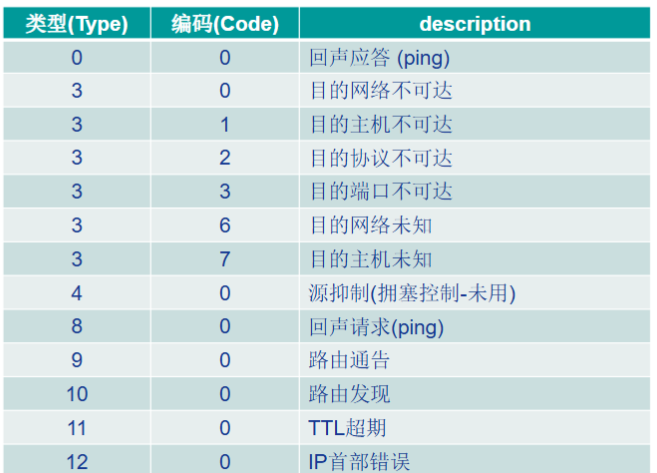 类型(Type) 编码(Code) description
0 0 回声应答 (ping)
3 0 目的网络不可达
3 1 目的主机不可达
3 2 目的协议不可达
3 3 目的端口不可达
3 6 目的网络未知
3 7 目的主机未知
4 0 源抑制(拥塞控制-未用)
8 0 回声请求(ping)
9 0 路由通告
10 0 路由发现
11 0 TTL超期
12 0 IP首部错误